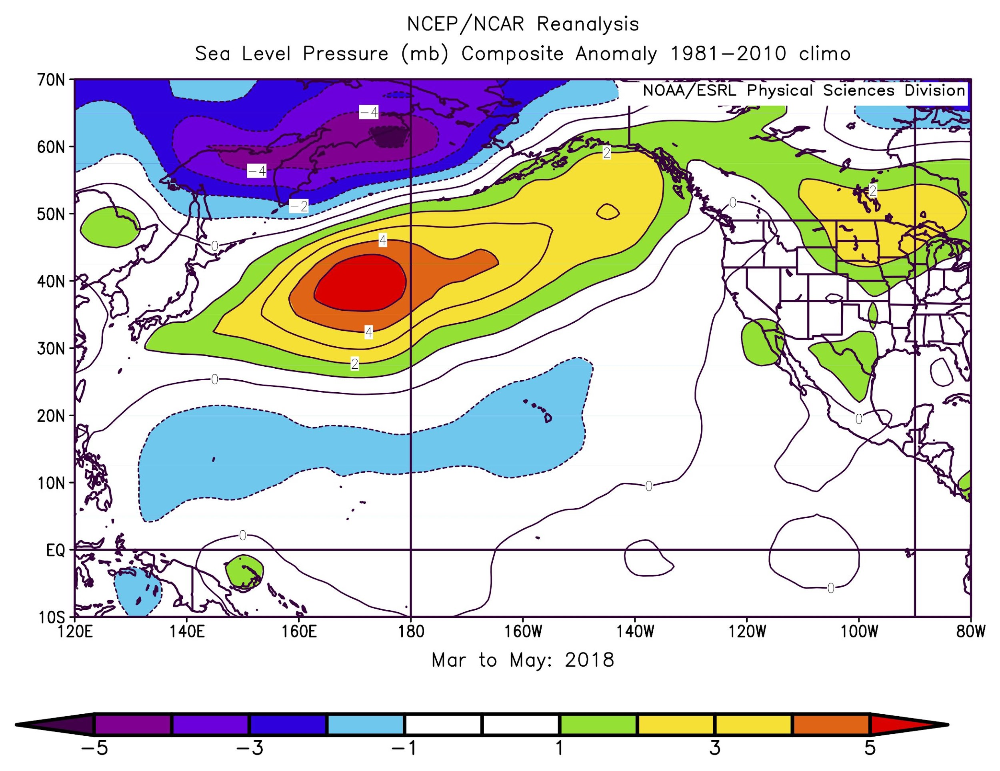 NCEP/NCAR Reanalysis
Sea Level Pressure (mb) Composite Anomaly 1981−2010 climo
70N
NOAA/ESRL Physical Sciences Division
−4
60N
2
−4
2
0
−2
50N
4
0
40N
4
30N
2
0
20N
0
10N
0
0
EQ
0
10S
120E 140E 160E 180 160W 140W 120W 100W 80W
Mar to May: 2018
−5 −3 −1 1 3 5